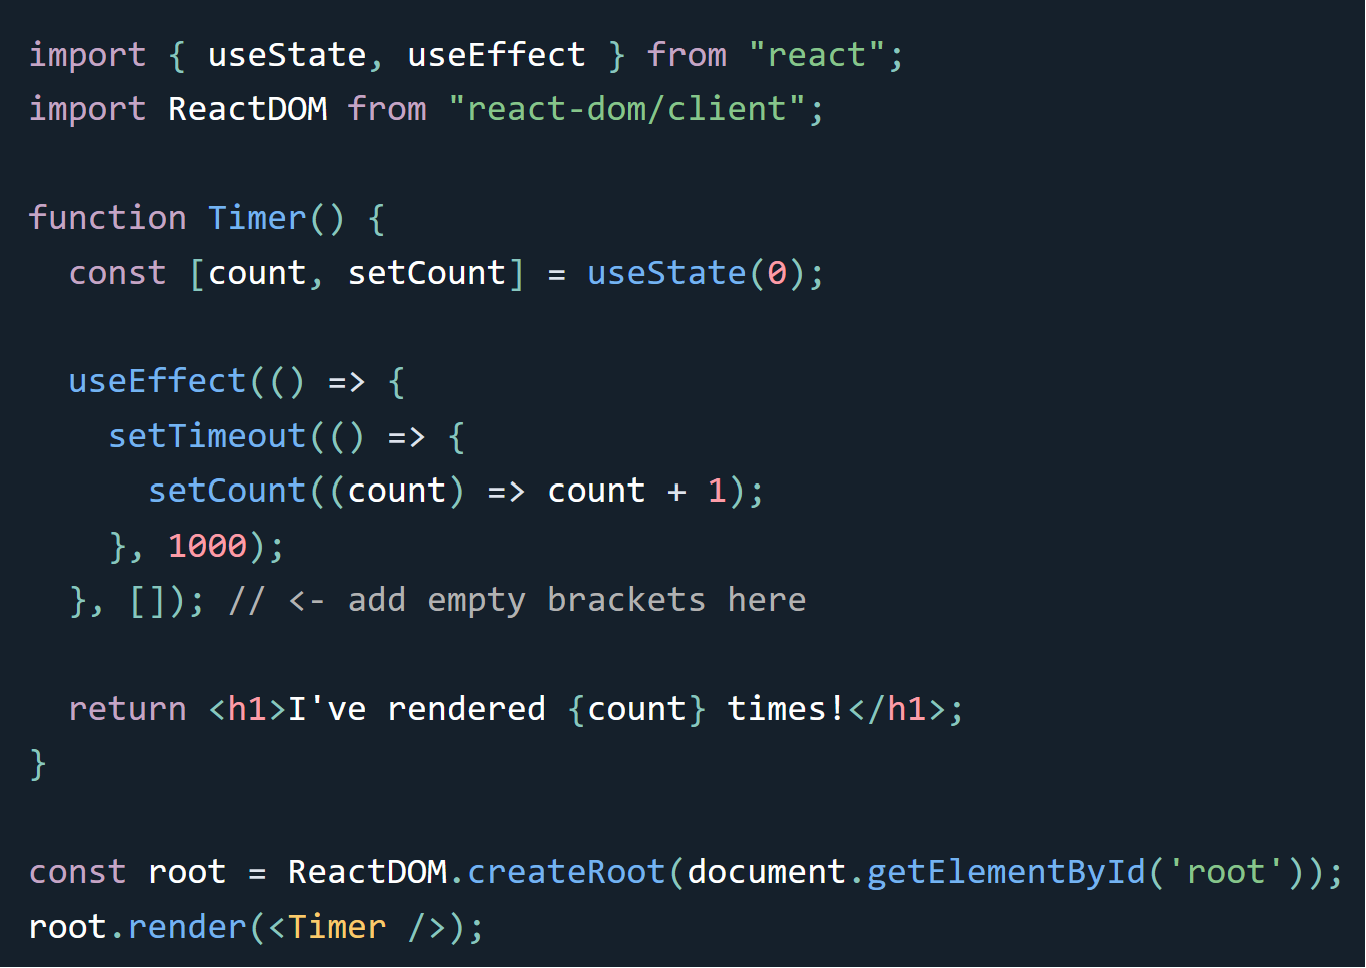 import { useState, useEffect } from "react";
import ReactDOM from "react-dom/client";
function Timer() {
const [count, setCount] = useState(0);
useEffect(() => {
setTimeout(() => {
setCount((count) => count + 1);
}, 1000);
}, []); // <- add empty brackets here
return <h1>I've rendered {count} times!</h1>;
}
const root = ReactDOM.createRoot(document.getElementById('root'));
root.render(<Timer />);